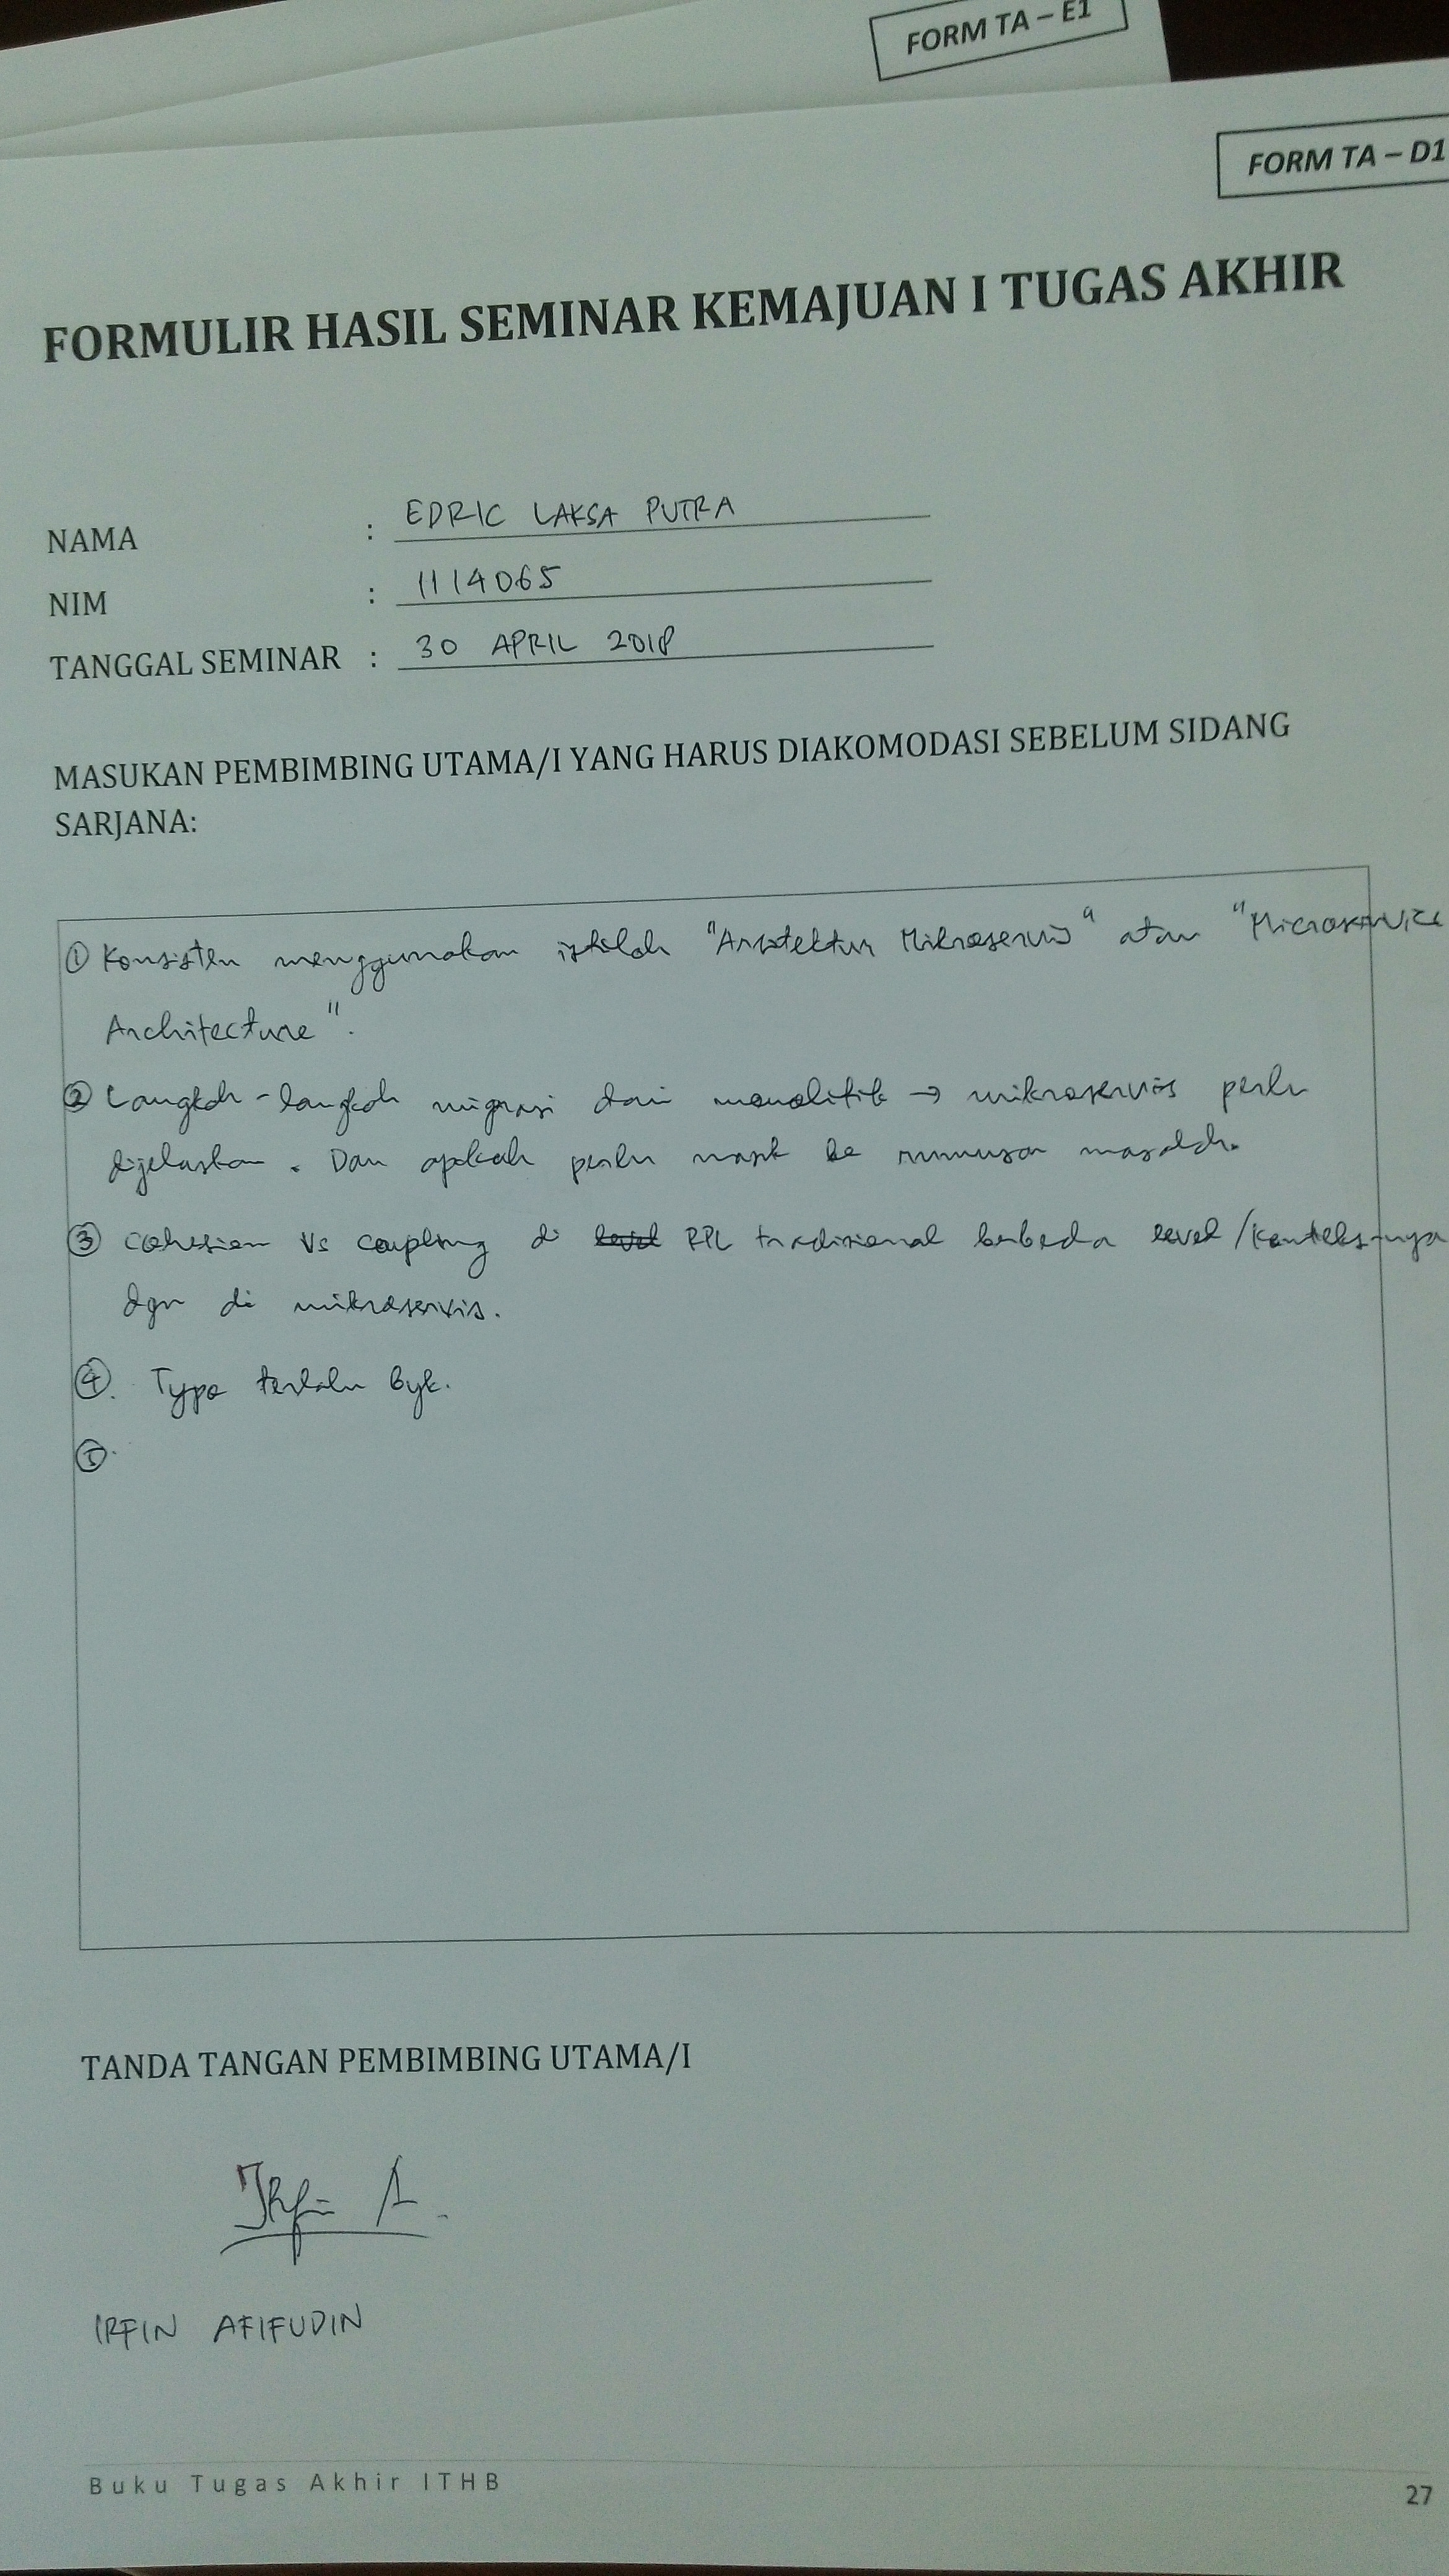 FORM TA – E1
FORM TA – D1
FORMULIR HASIL SEMINAR KEMAJUAN I TUGAS AKHIR
NAMA : EDRIC LAKSA PUTRA
NIM : 1114065
TANGGAL SEMINAR : 30 APRIL 2018
MASUKAN PEMBIMBING UTAMA/I YANG HARUS DIAKOMODASI SEBELUM SIDANG
SARJANA:
① Konsisten menggunakan istilah "Arsitektur Mikroservis" atau "Microservice
Architecture".
② Langkah-langkah migrasi dari monolitik → mikroservis perlu
dijelaskan. Dan apakah perlu masuk ke rumusan masalah.
③ cohesion vs coupling di level RPL tradisional berbeda level/konteks-nya
dgn di mikroservis.
④. Typo terlalu byk.
⑤.
TANDA TANGAN PEMBIMBING UTAMA/I
Irfin A.
IRFIN AFIFUDIN
Buku Tugas Akhir ITHB
27